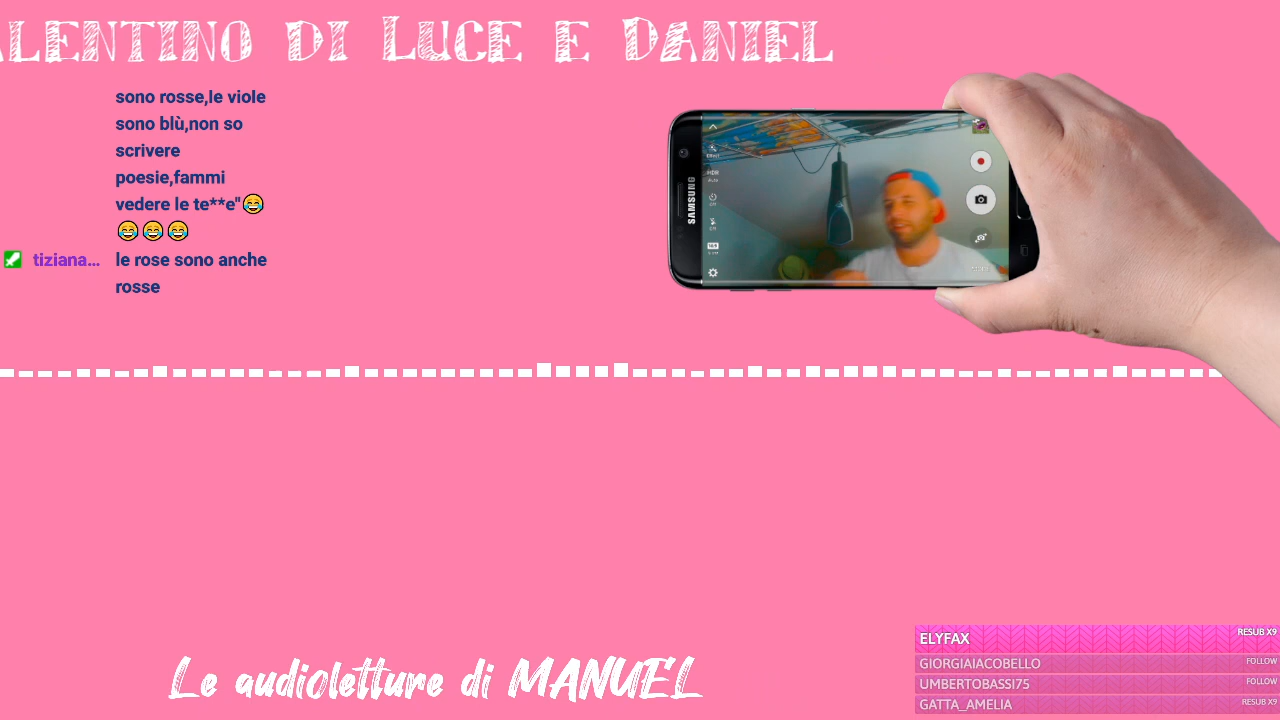 ALENTINO DI LUCE E DANIEL
sono rosse,le viole
sono blù,non so
scrivere
poesie,fammi
vedere le te**e"😂
😂😂😂
tiziana... le rose sono anche
rosse
SAMSUNG
Effect
HDR
Le audioletture di MANUEL
ELYFAX RESUB X9
GIORGIAIACOBELLO FOLLOW
UMBERTOBASSI75 FOLLOW
GATTA_AMELIA RESUB X9